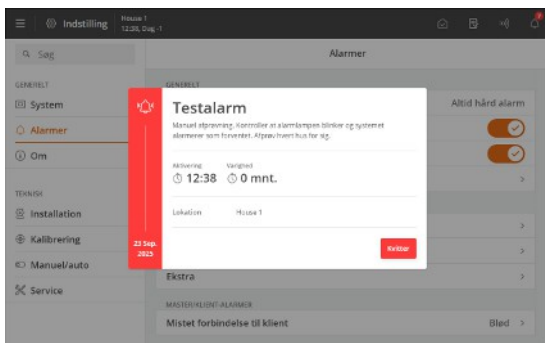 Indstilling
House 1
12:38, Dag -1
Søg
Alarmer
GENERELT
System
Alarmer
Om
TEKNISK
Installation
Kalibrering
Manuel/auto
Service
GENERELT
Altid hård alarm
Testalarm
Manuel afprøvning. Kontroller at alarmlampen blinker og systemet
alarmerer som forventet. Afprøv hvert hus for sig.
Aktivering
Varighed
12:38
0 mnt.
Lokation
House 1
23 Sep.
2025
Kvitter
Ekstra
MASTER/KLIENT-ALARMER
Mistet forbindelse til klient
Blød